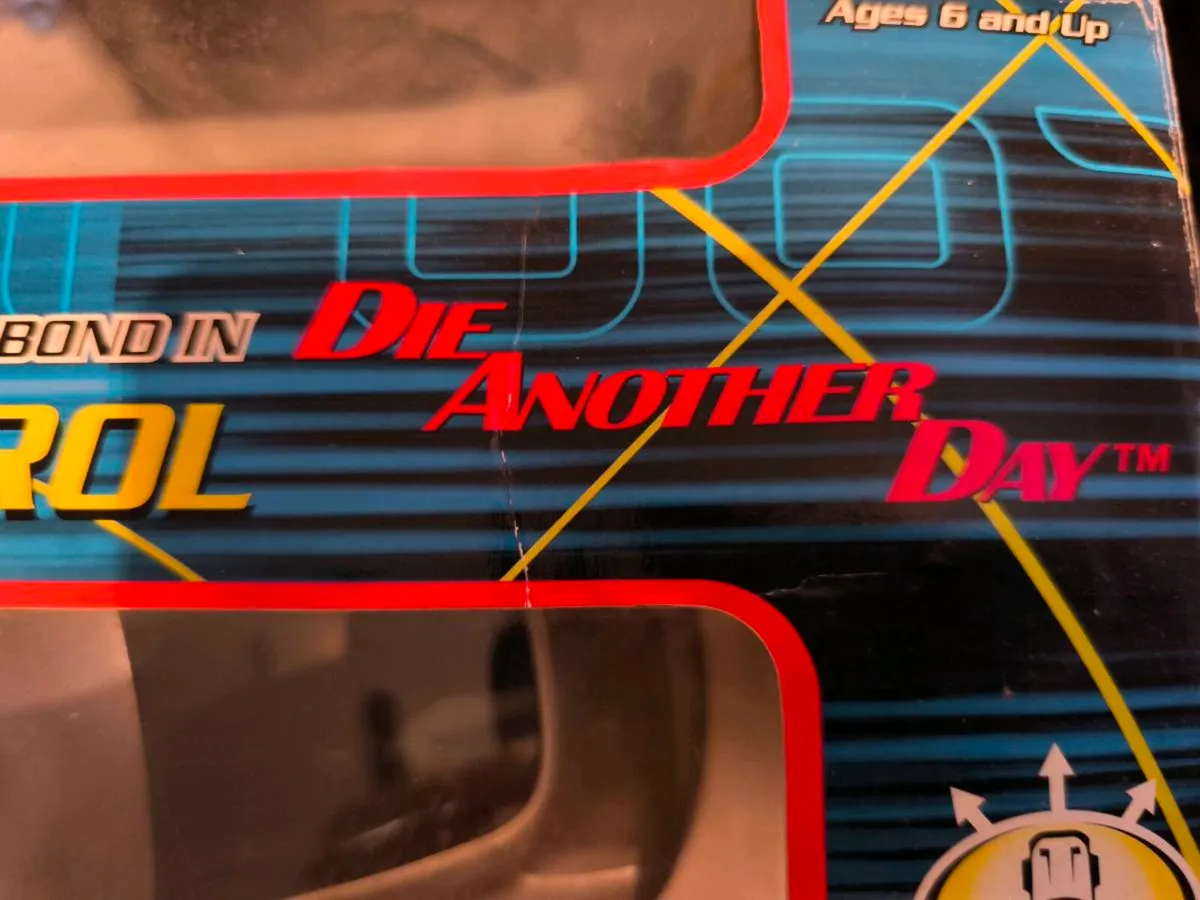 Ages 6 and Up
BOND IN
DIE
ANOTHER
DAY™
ROL